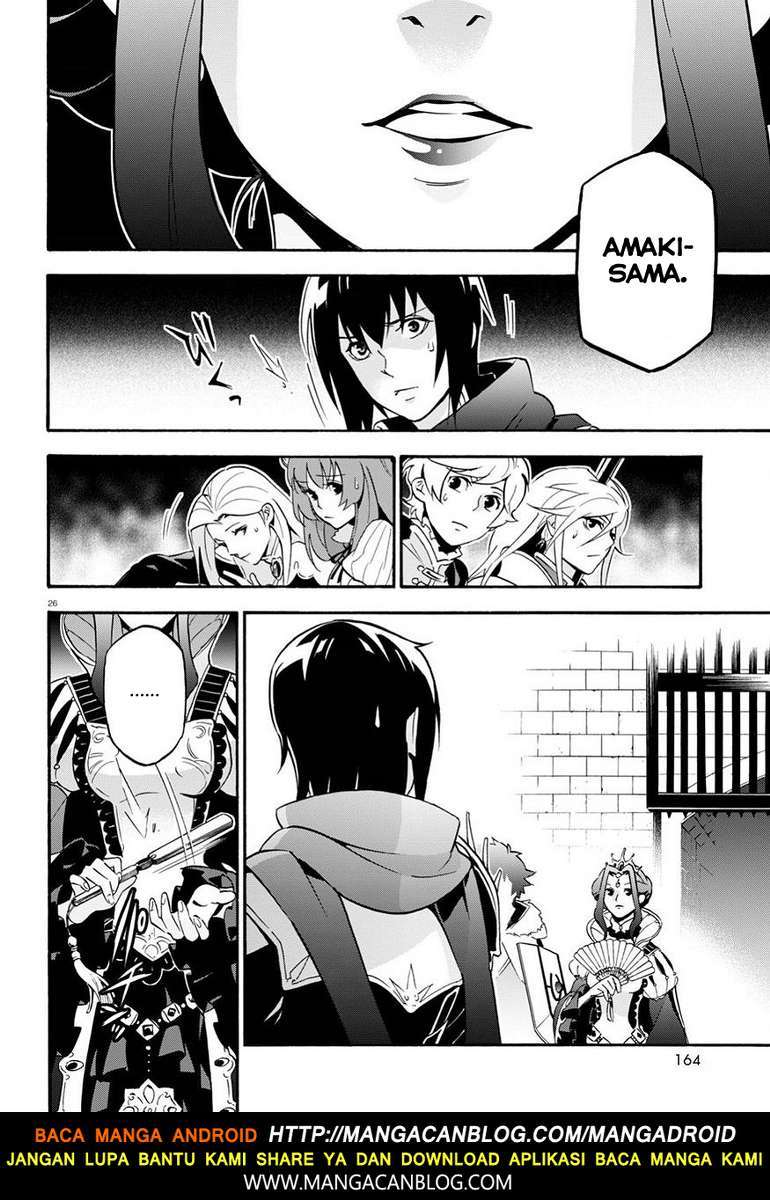 AMAKI-
SAMA.
26
......
164
BACA MANGA ANDROID HTTP://MANGACANBLOG.COM/MANGADROID
JANGAN LUPA BANTU KAMI SHARE YA DAN DOWNLOAD APLIKASI BACA MANGA KAMI
WWW.MANGACANBLOG.COM